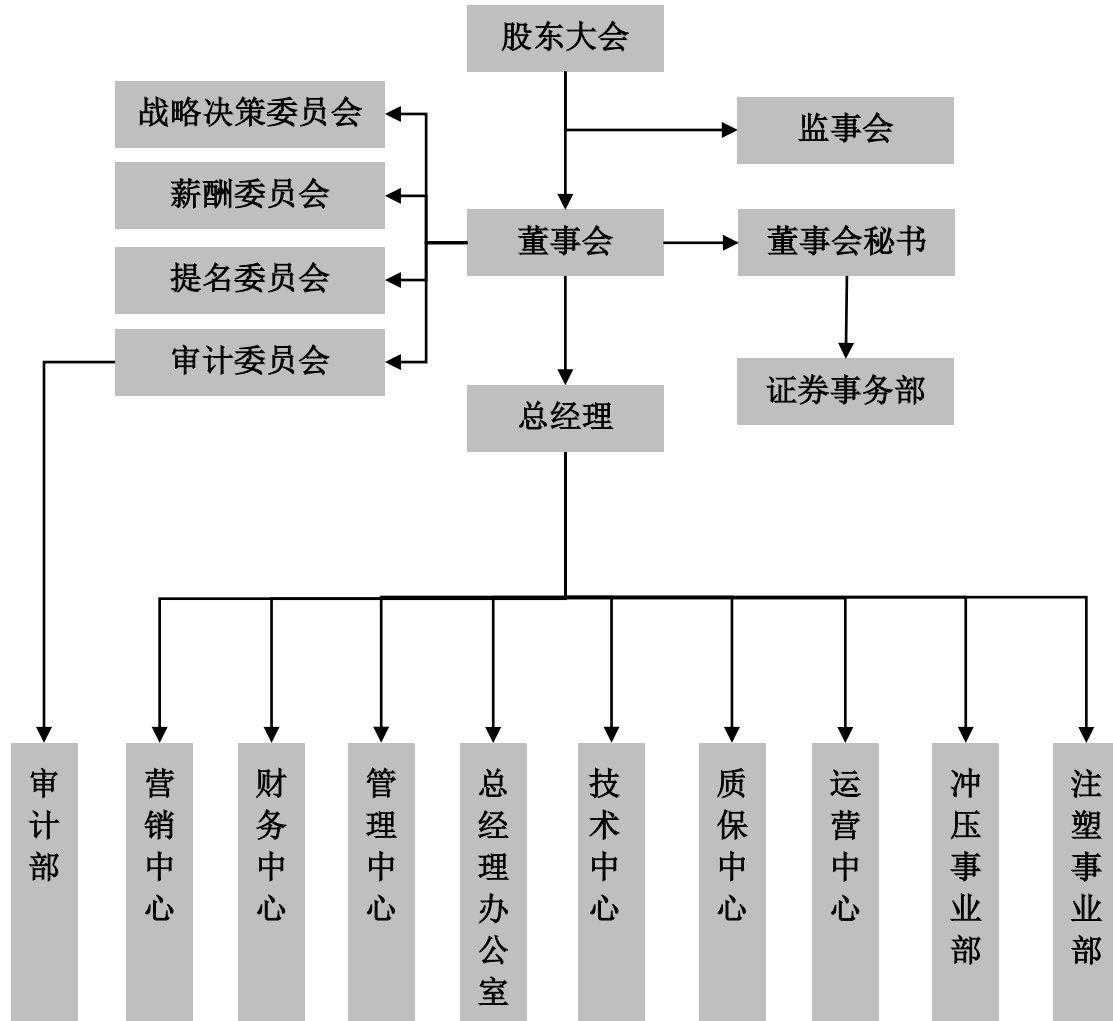 股东大会
战略决策委员会
监事会
薪酬委员会
董事会
董事会秘书
提名委员会
审计委员会
证券事务部
总经理
审计部
营销中心
财务中心
管理中心
总经理办公室
技术中心
质保中心
运营中心
冲压事业部
注塑事业部